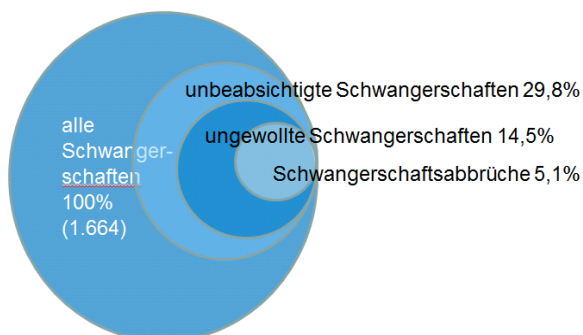 unbeabsichtigte Schwangerschaften 29,8%
alle
Schwanger-
schaften
100%
(1.664)
ungewollte Schwangerschaften 14,5%
Schwangerschaftsabbrüche 5,1%